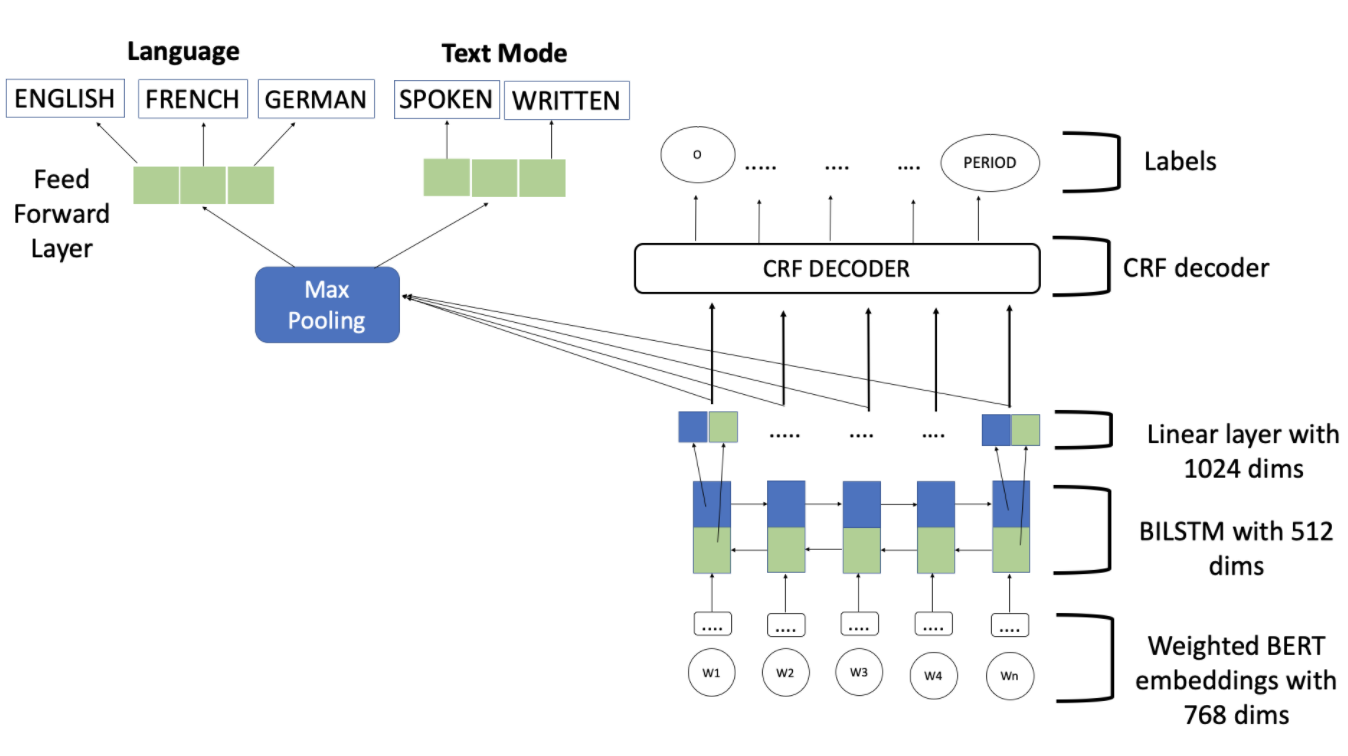 Language
Text Mode
ENGLISH
FRENCH
GERMAN
SPOKEN
WRITTEN
Feed
Forward
Layer
Max
Pooling
O
.....
....
....
PERIOD
Labels
CRF DECODER
CRF decoder
.....
....
....
Linear layer with
1024 dims
BILSTM with 512
dims
....
....
....
....
....
W1
W2
W3
W4
Wn
Weighted BERT
embeddings with
768 dims